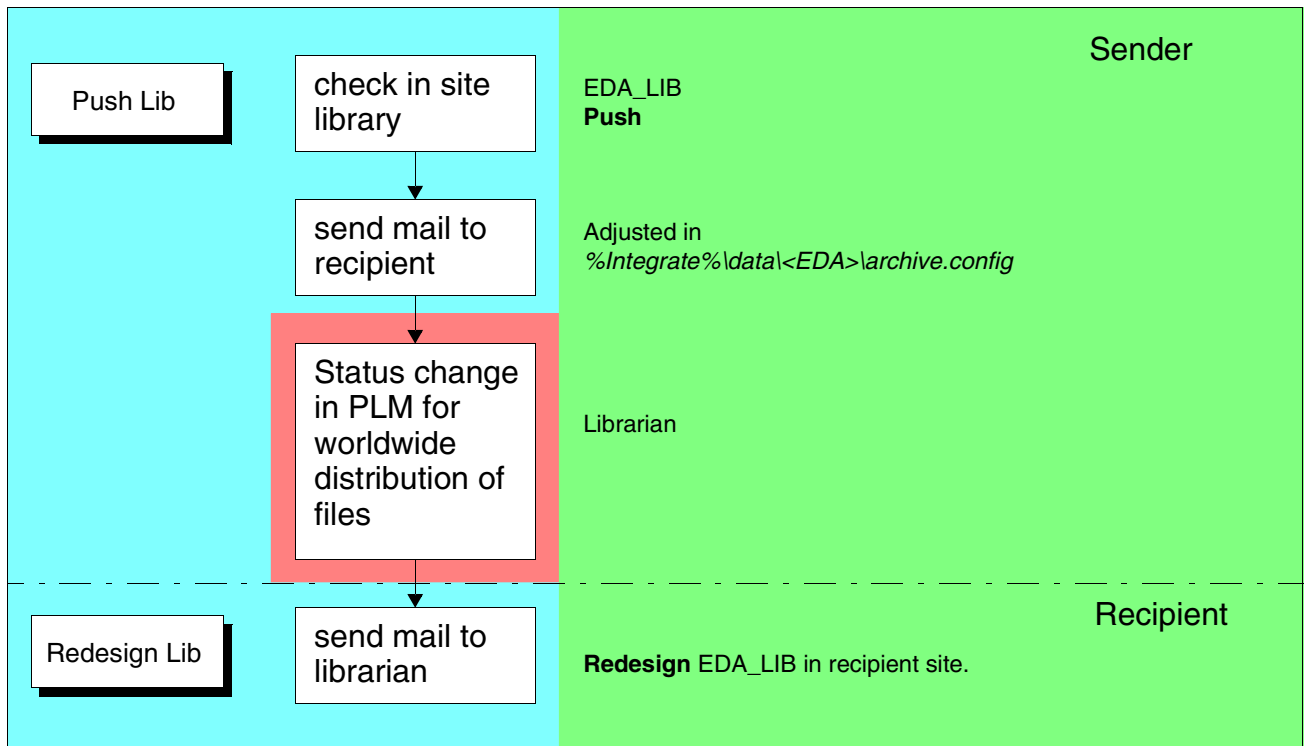 Sender
Push Lib
check in site
library
EDA_LIB
Push
send mail to
recipient
Adjusted in
%Integrate%\data\<EDA>\archive.config
Status change
in PLM for
worldwide
distribution of
files
Librarian
Recipient
Redesign Lib
send mail to
librarian
Redesign EDA_LIB in recipient site.